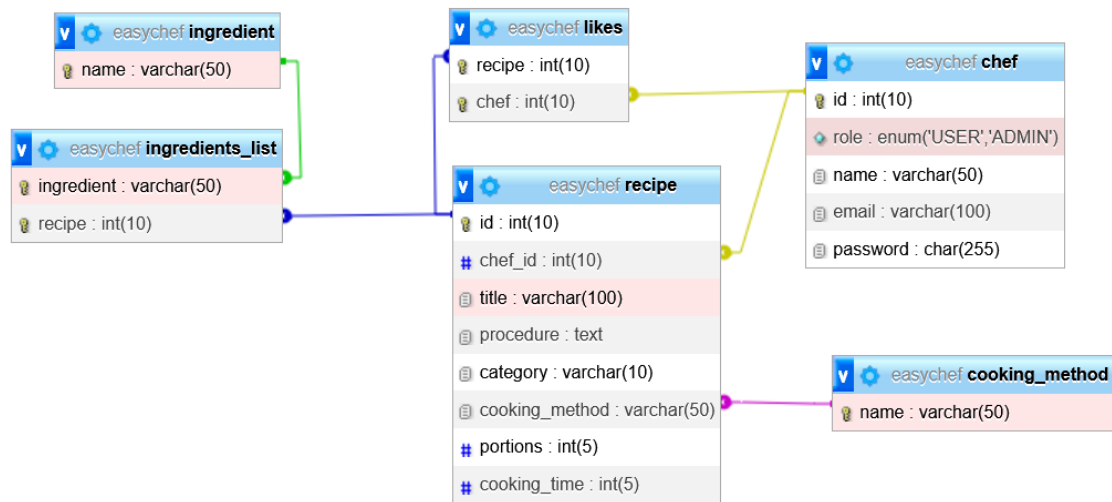 v easychef ingredient
name : varchar(50)
v easychef ingredients_list
ingredient : varchar(50)
recipe : int(10)
v easychef likes
recipe : int(10)
chef : int(10)
v easychef recipe
id : int(10)
# chef_id : int(10)
title : varchar(100)
procedure : text
category : varchar(10)
cooking_method : varchar(50)
# portions : int(5)
# cooking_time : int(5)
v easychef chef
id : int(10)
role : enum('USER','ADMIN')
name : varchar(50)
email : varchar(100)
password : char(255)
v easychef cooking_method
name : varchar(50)